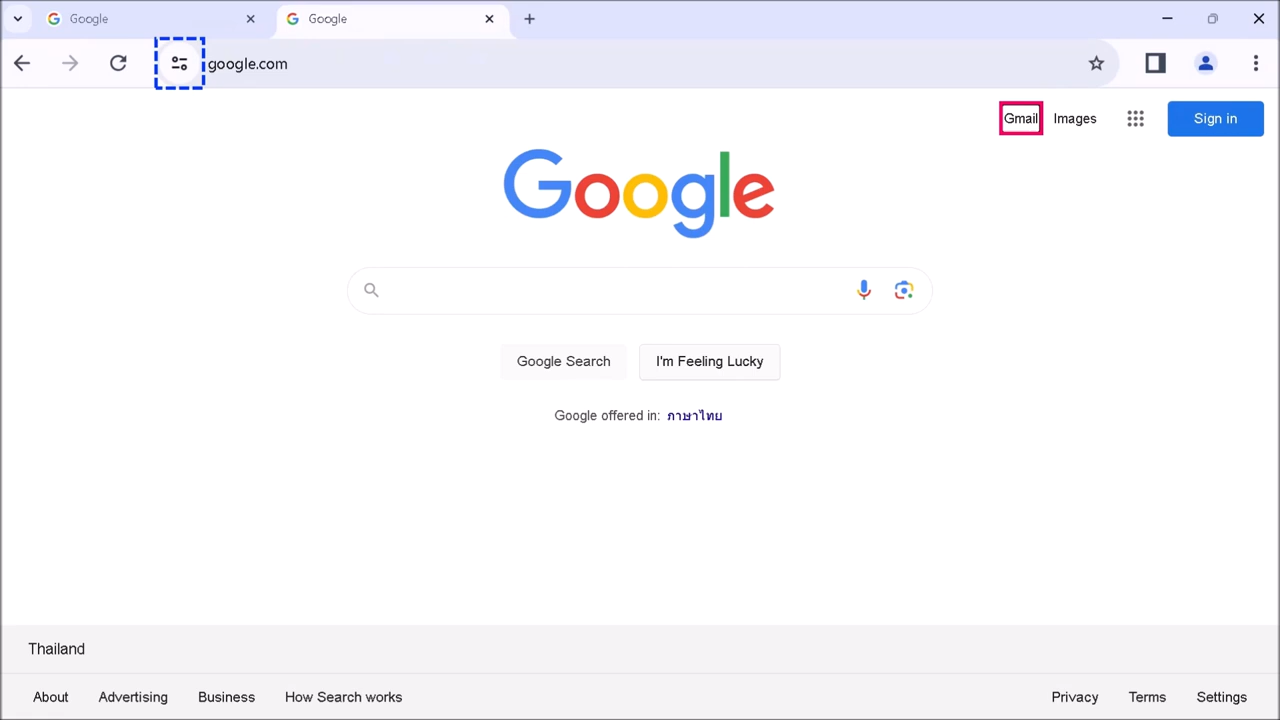 Google
Google
google.com
Gmail
Images
Sign in
Google
Google Search
I'm Feeling Lucky
Google offered in: ภาษาไทย
Thailand
About
Advertising
Business
How Search works
Privacy
Terms
Settings